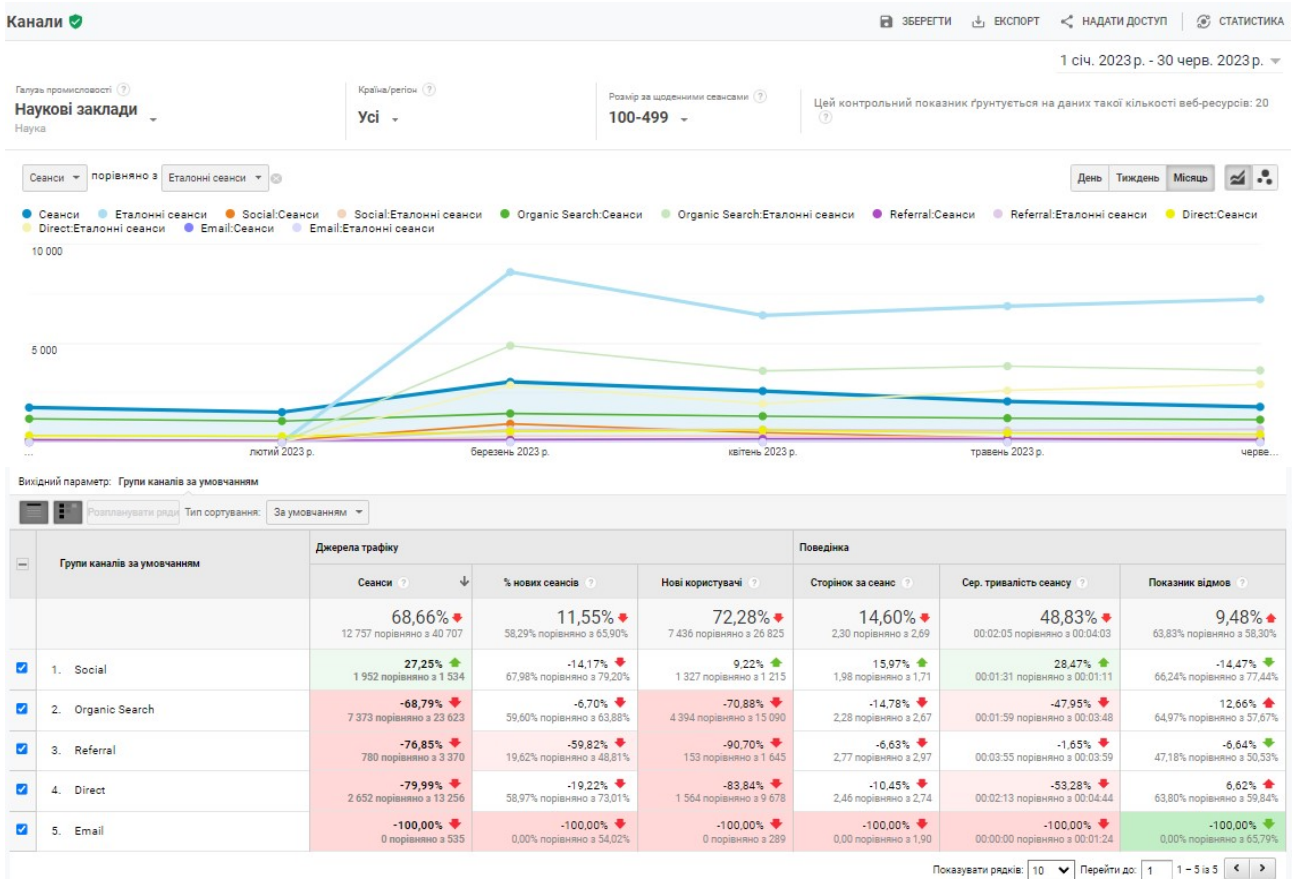 Канали
ЗБЕРЕГТИ ЕКСПОРТ НАДАТИ ДОСТУП СТАТИСТИКА
1 січ. 2023 р. - 30 черв. 2023 р.
Галузь промисловості ?
Наукові заклади
Наука
Країна/регіон ?
Усі
Розмір за щоденними сеансами ?
100-499
Цей контрольний показник ґрунтується на даних такої кількості веб-ресурсів: 20
?
Сеанси порівняно з Еталонні сеанси
День Тиждень Місяць
Сеанси Еталонні сеанси Social:Сеанси Social:Еталонні сеанси Organic Search:Сеанси Organic Search:Еталонні сеанси Referral:Сеанси Referral:Еталонні сеанси Direct:Сеанси
Direct:Еталонні сеанси Email:Сеанси Email:Еталонні сеанси
10 000
5 000
... лютий 2023 р. березень 2023 р. квітень 2023 р. травень 2023 р. черве...
Вихідний параметр: Групи каналів за умовчанням
Розпланувати ряди Тип сортування: За умовчанням
Групи каналів за умовчанням
Джерела трафіку Поведінка
Сеанси ? % нових сеансів ? Нові користувачі ? Сторінок за сеанс ? Сер. тривалість сеансу ? Показник відмов ?
68,66% 11,55% 72,28% 14,60% 48,83% 9,48%
12 757 порівняно з 40 707 58,29% порівняно з 65,90% 7 436 порівняно з 26 825 2,30 порівняно з 2,69 00:02:05 порівняно з 00:04:03 63,83% порівняно з 58,30%
1. Social 27,25% -14,17% 9,22% 15,97% 28,47% -14,47%
1 952 порівняно з 1 534 67,98% порівняно з 79,20% 1 327 порівняно з 1 215 1,98 порівняно з 1,71 00:01:31 порівняно з 00:01:11 66,24% порівняно з 77,44%
2. Organic Search -68,79% -6,70% -70,88% -14,78% -47,95% 12,66%
7 373 порівняно з 23 623 59,60% порівняно з 63,88% 4 394 порівняно з 15 090 2,28 порівняно з 2,67 00:01:59 порівняно з 00:03:48 64,97% порівняно з 57,67%
3. Referral -76,85% -59,82% -90,70% -6,63% -1,65% -6,64%
780 порівняно з 3 370 19,62% порівняно з 48,81% 153 порівняно з 1 645 2,77 порівняно з 2,97 00:03:55 порівняно з 00:03:59 47,18% порівняно з 50,53%
4. Direct -79,99% -19,22% -83,84% -10,45% -53,28% 6,62%
2 652 порівняно з 13 256 58,97% порівняно з 73,01% 1 564 порівняно з 9 678 2,46 порівняно з 2,74 00:02:13 порівняно з 00:04:44 63,80% порівняно з 59,84%
5. Email -100,00% -100,00% -100,00% -100,00% -100,00% -100,00%
0 порівняно з 535 0,00% порівняно з 54,02% 0 порівняно з 289 0,00 порівняно з 1,90 00:00:00 порівняно з 00:01:24 0,00% порівняно з 65,79%
Показувати рядків: 10 Перейти до: 1 1 – 5 із 5